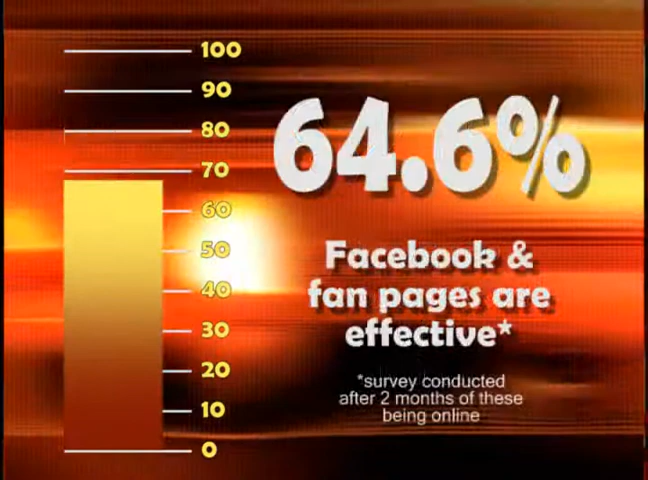 100
90
80
70
60
50
40
30
20
10
0
64.6%
Facebook &
fan pages are
effective*
*survey conducted
after 2 months of these
being online